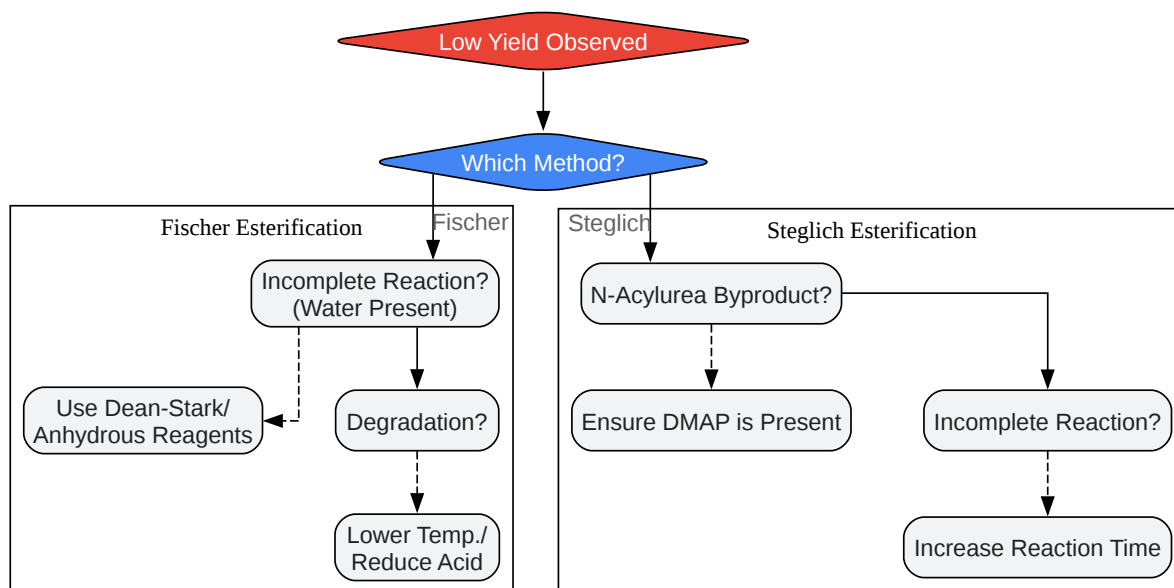 Low Yield Observed
Which Method?
Fischer
Steglich
Fischer Esterification
Steglich Esterification
Incomplete Reaction?
(Water Present)
N-Acylurea Byproduct?
Use Dean-Stark/
Anhydrous Reagents
Degradation?
Ensure DMAP is Present
Incomplete Reaction?
Lower Temp./
Reduce Acid
Increase Reaction Time